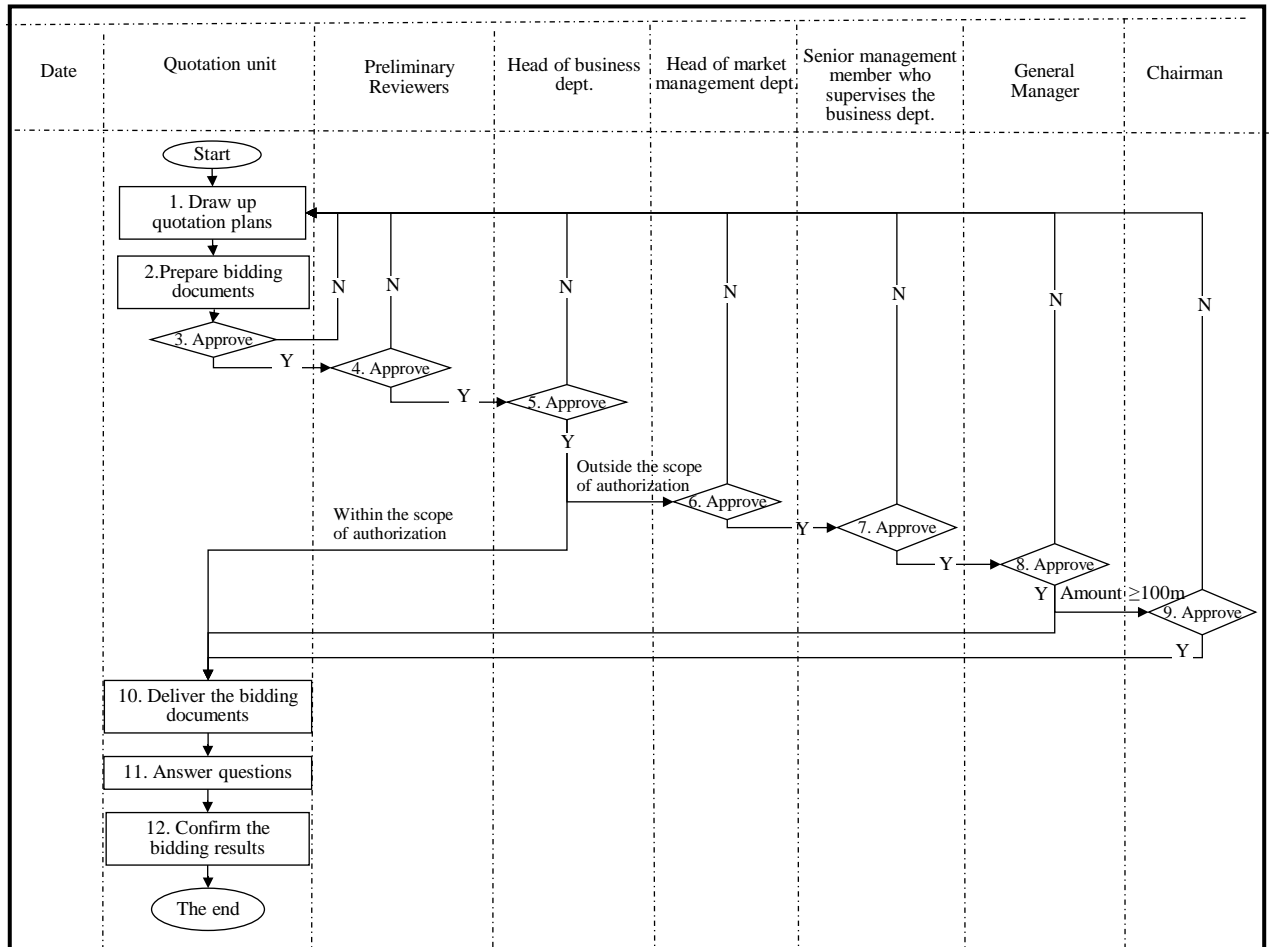 Date
Quotation unit
Preliminary
Reviewers
Head of business
dept.
Head of market
management dept.
Senior management
member who
supervises the
business dept.
General
Manager
Chairman
Start
1. Draw up
quotation plans
2.Prepare bidding
documents
N
N
N
N
N
N
N
3. Approve
Y
4. Approve
Y
5. Approve
Y
Outside the scope
of authorization
6. Approve
Within the scope
of authorization
Y
7. Approve
Y
8. Approve
Y
Amount ≥100m
9. Approve
Y
10. Deliver the bidding
documents
11. Answer questions
12. Confirm the
bidding results
The end